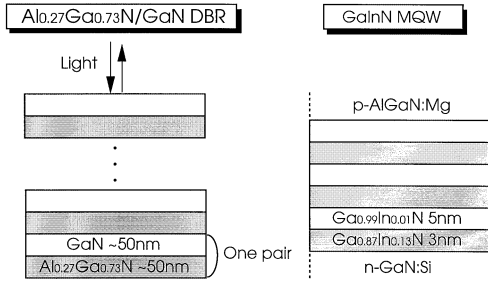 Al0.27Ga0.73N/GaN DBR
Light
GaN ~50nm
Al0.27Ga0.73N ~50nm
One pair
GaInN MQW
p-AlGaN:Mg
Ga0.99In0.01N 5nm
Ga0.87In0.13N 3nm
n-GaN:Si